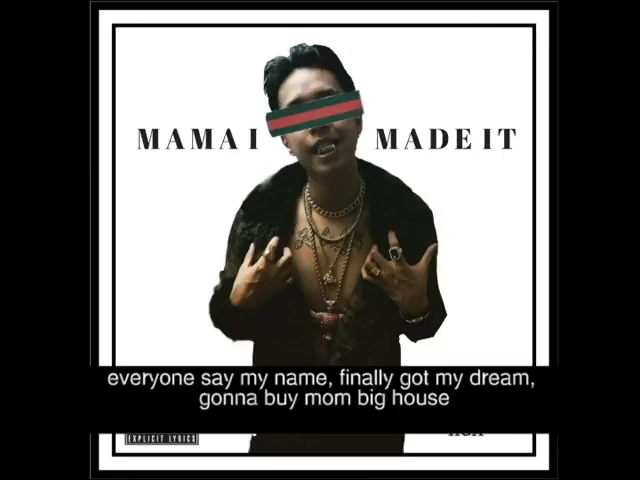 MAMA I MADE IT
everyone say my name, finally got my dream,
gonna buy mom big house
EXPLICIT LYRICS